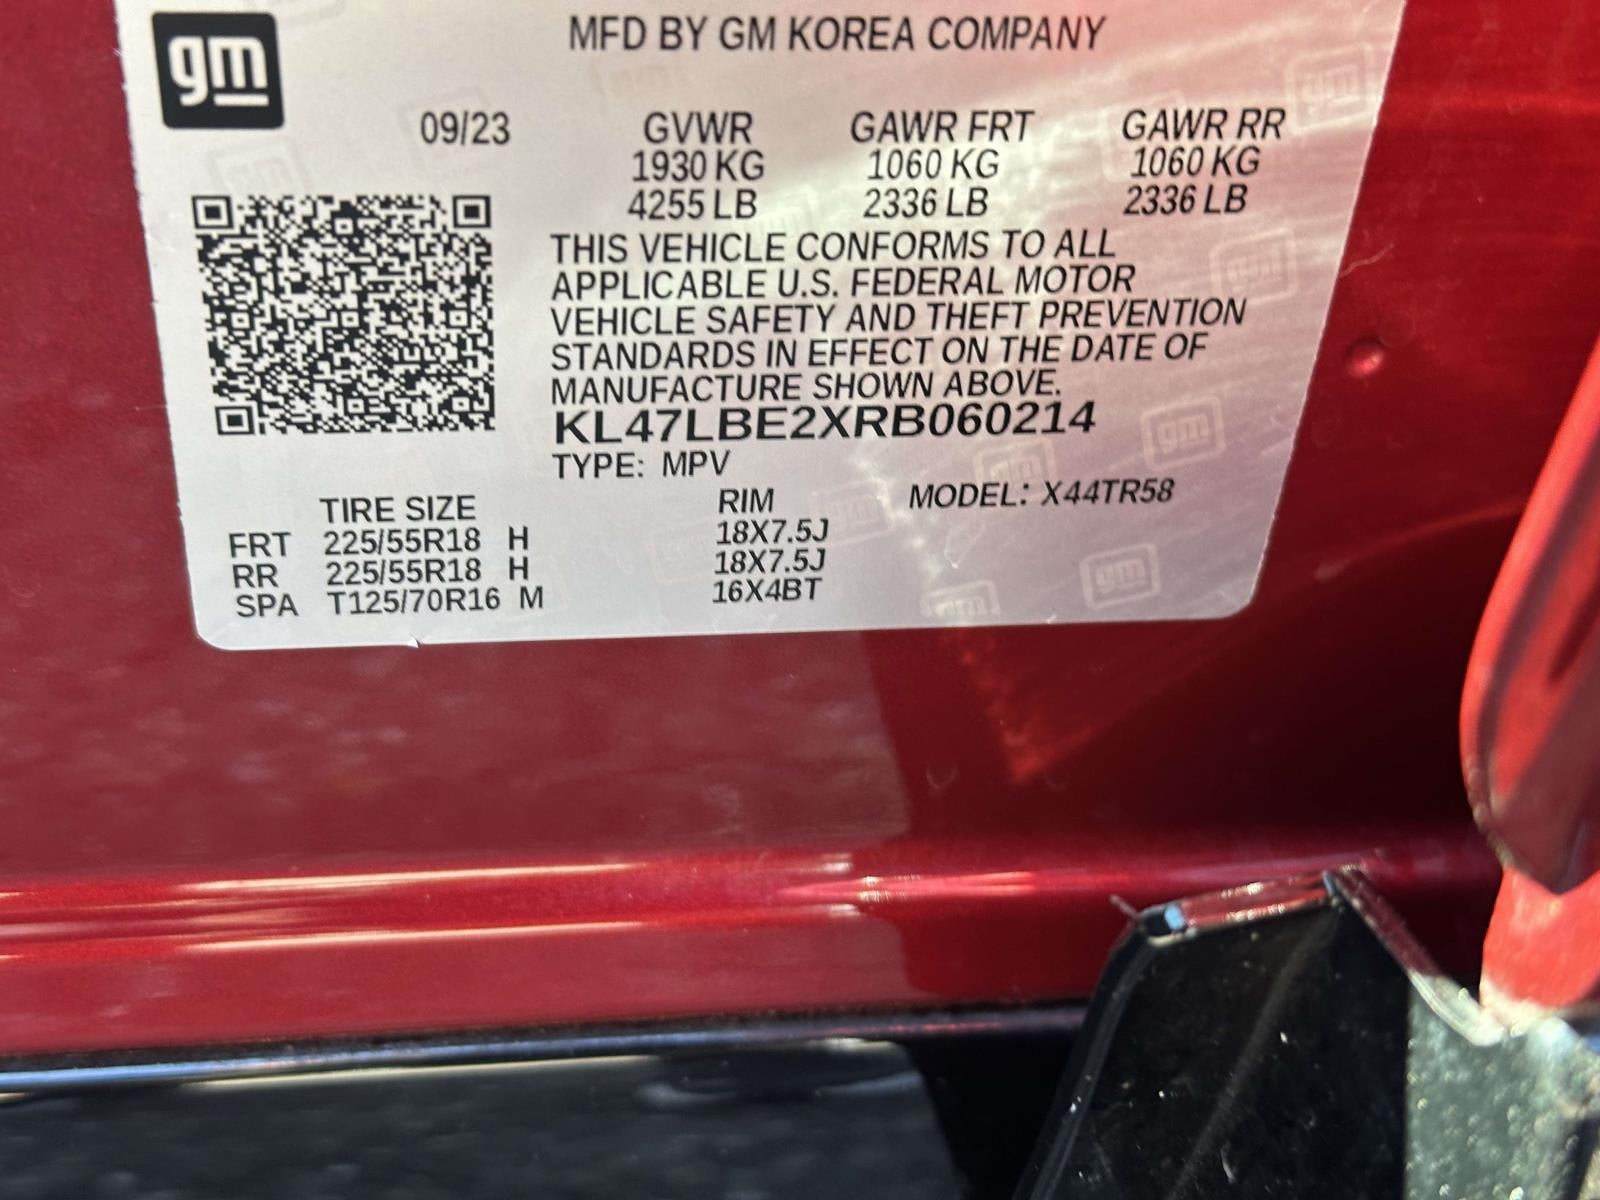 gm
MFD BY GM KOREA COMPANY
09/23 GVWR GAWR FRT GAWR RR
1930 KG 1060 KG 1060 KG
4255 LB 2336 LB 2336 LB
THIS VEHICLE CONFORMS TO ALL
APPLICABLE U.S. FEDERAL MOTOR
VEHICLE SAFETY AND THEFT PREVENTION
STANDARDS IN EFFECT ON THE DATE OF
MANUFACTURE SHOWN ABOVE.
KL47LBE2XRB060214
TYPE: MPV
TIRE SIZE RIM MODEL: X44TR58
FRT 225/55R18 H 18X7.5J
RR 225/55R18 H 18X7.5J
SPA T125/70R16 M 16X4BT